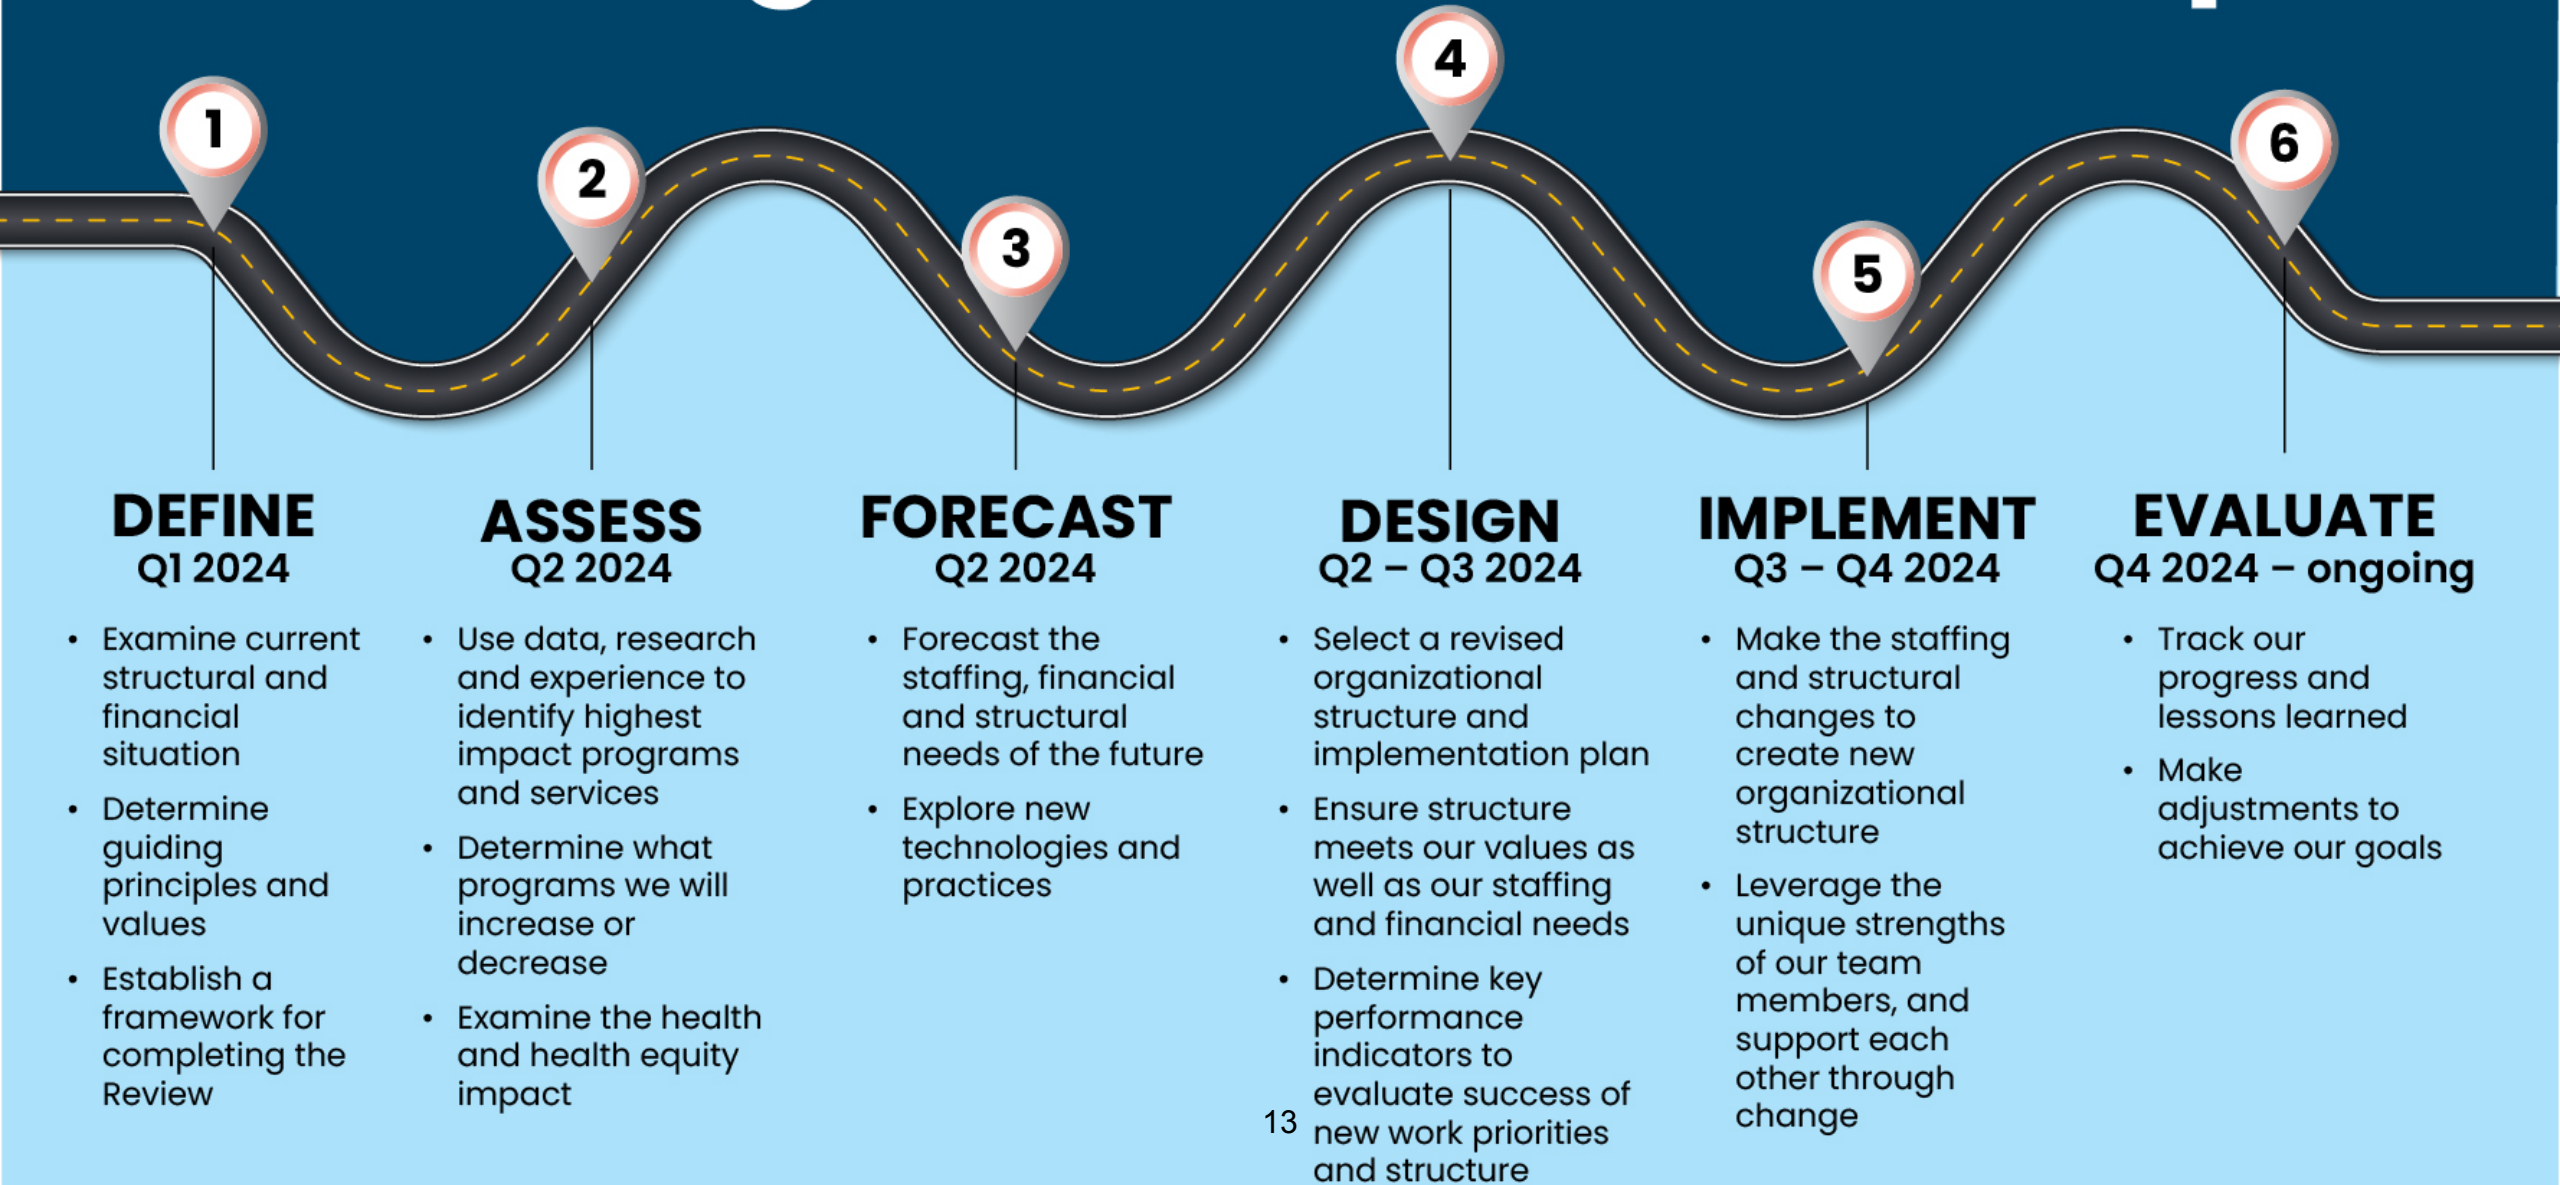 1
2
3
4
5
6
DEFINE
Q1 2024
• Examine current
structural and
financial
situation
• Determine
guiding
principles and
values
• Establish a
framework for
completing the
Review
ASSESS
Q2 2024
• Use data, research
and experience to
identify highest
impact programs
and services
• Determine what
programs we will
increase or
decrease
• Examine the health
and health equity
impact
FORECAST
Q2 2024
• Forecast the
staffing, financial
and structural
needs of the future
• Explore new
technologies and
practices
DESIGN
Q2 – Q3 2024
• Select a revised
organizational
structure and
implementation plan
• Ensure structure
meets our values as
well as our staffing
and financial needs
• Determine key
performance
indicators to
evaluate success of
new work priorities
and structure
IMPLEMENT
Q3 – Q4 2024
• Make the staffing
and structural
changes to
create new
organizational
structure
• Leverage the
unique strengths
of our team
members, and
support each
other through
change
EVALUATE
Q4 2024 – ongoing
• Track our
progress and
lessons learned
• Make
adjustments to
achieve our goals
13